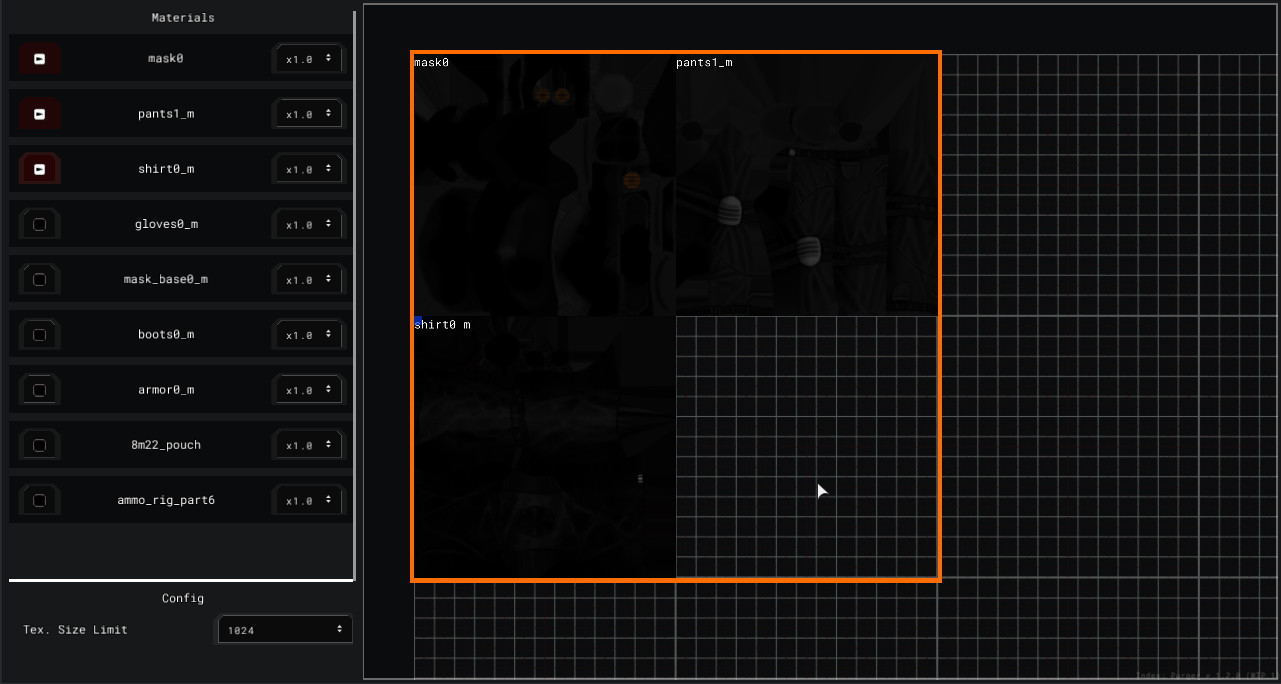 Materials
mask0
x1.0
pants1_m
x1.0
shirt0_m
x1.0
gloves0_m
x1.0
mask_base0_m
x1.0
boots0_m
x1.0
armor0_m
x1.0
8m22_pouch
x1.0
ammo_rig_part6
x1.0
Config
Tex. Size Limit
1024
mask0
pants1_m
shirt0 m